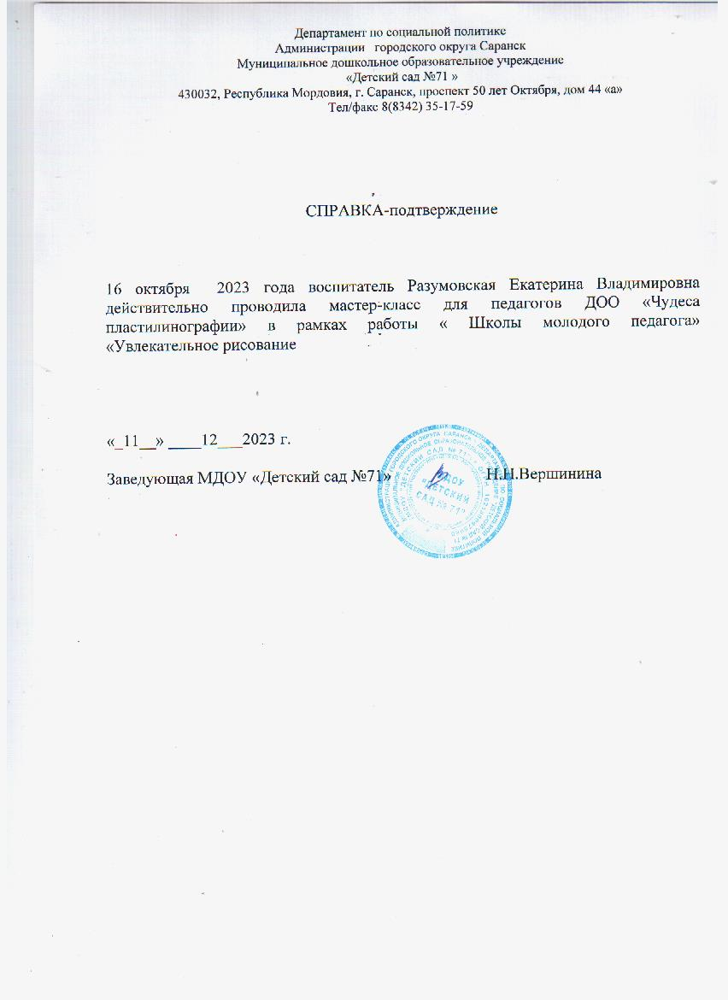 Департамент по социальной политике
Администрации городского округа Саранск
Муниципальное дошкольное образовательное учреждение
«Детский сад №71 »
430032, Республика Мордовия, г. Саранск, проспект 50 лет Октября, дом 44 «а»
Тел/факс 8(8342) 35-17-59
СПРАВКА-подтверждение
16 октября 2023 года воспитатель Разумовская Екатерина Владимировна
действительно проводила мастер-класс для педагогов ДОО «Чудеса
пластилинографии» в рамках работы « Школы молодого педагога»
«Увлекательное рисование
«_11__» ____12___2023 г.
Заведующая МДОУ «Детский сад №71» Н.Н.Вершинина
МДОУ
"ДЕТСКИЙ
САД № 71"